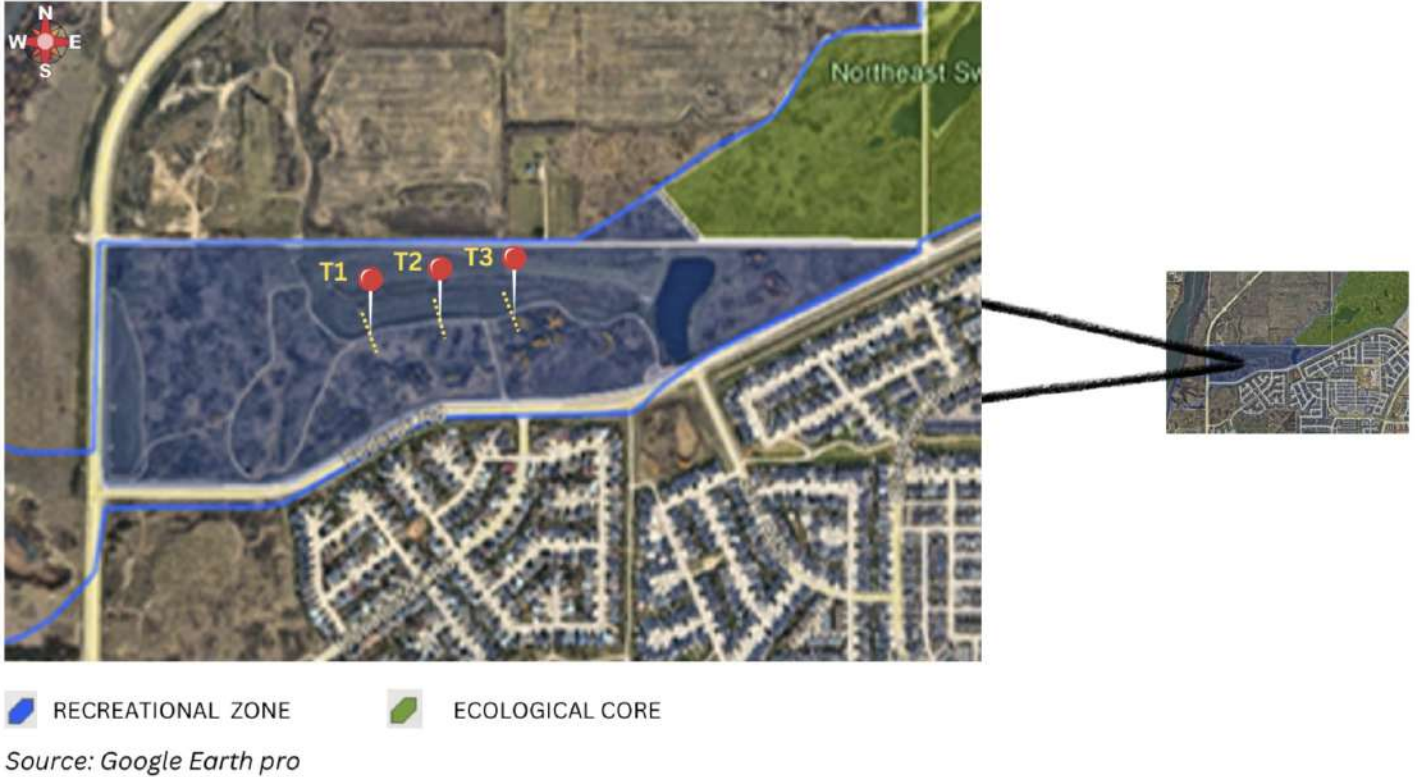 N
W E
S
Northeast Sw
T1 T2 T3
RECREATIONAL ZONE
ECOLOGICAL CORE
Source: Google Earth pro